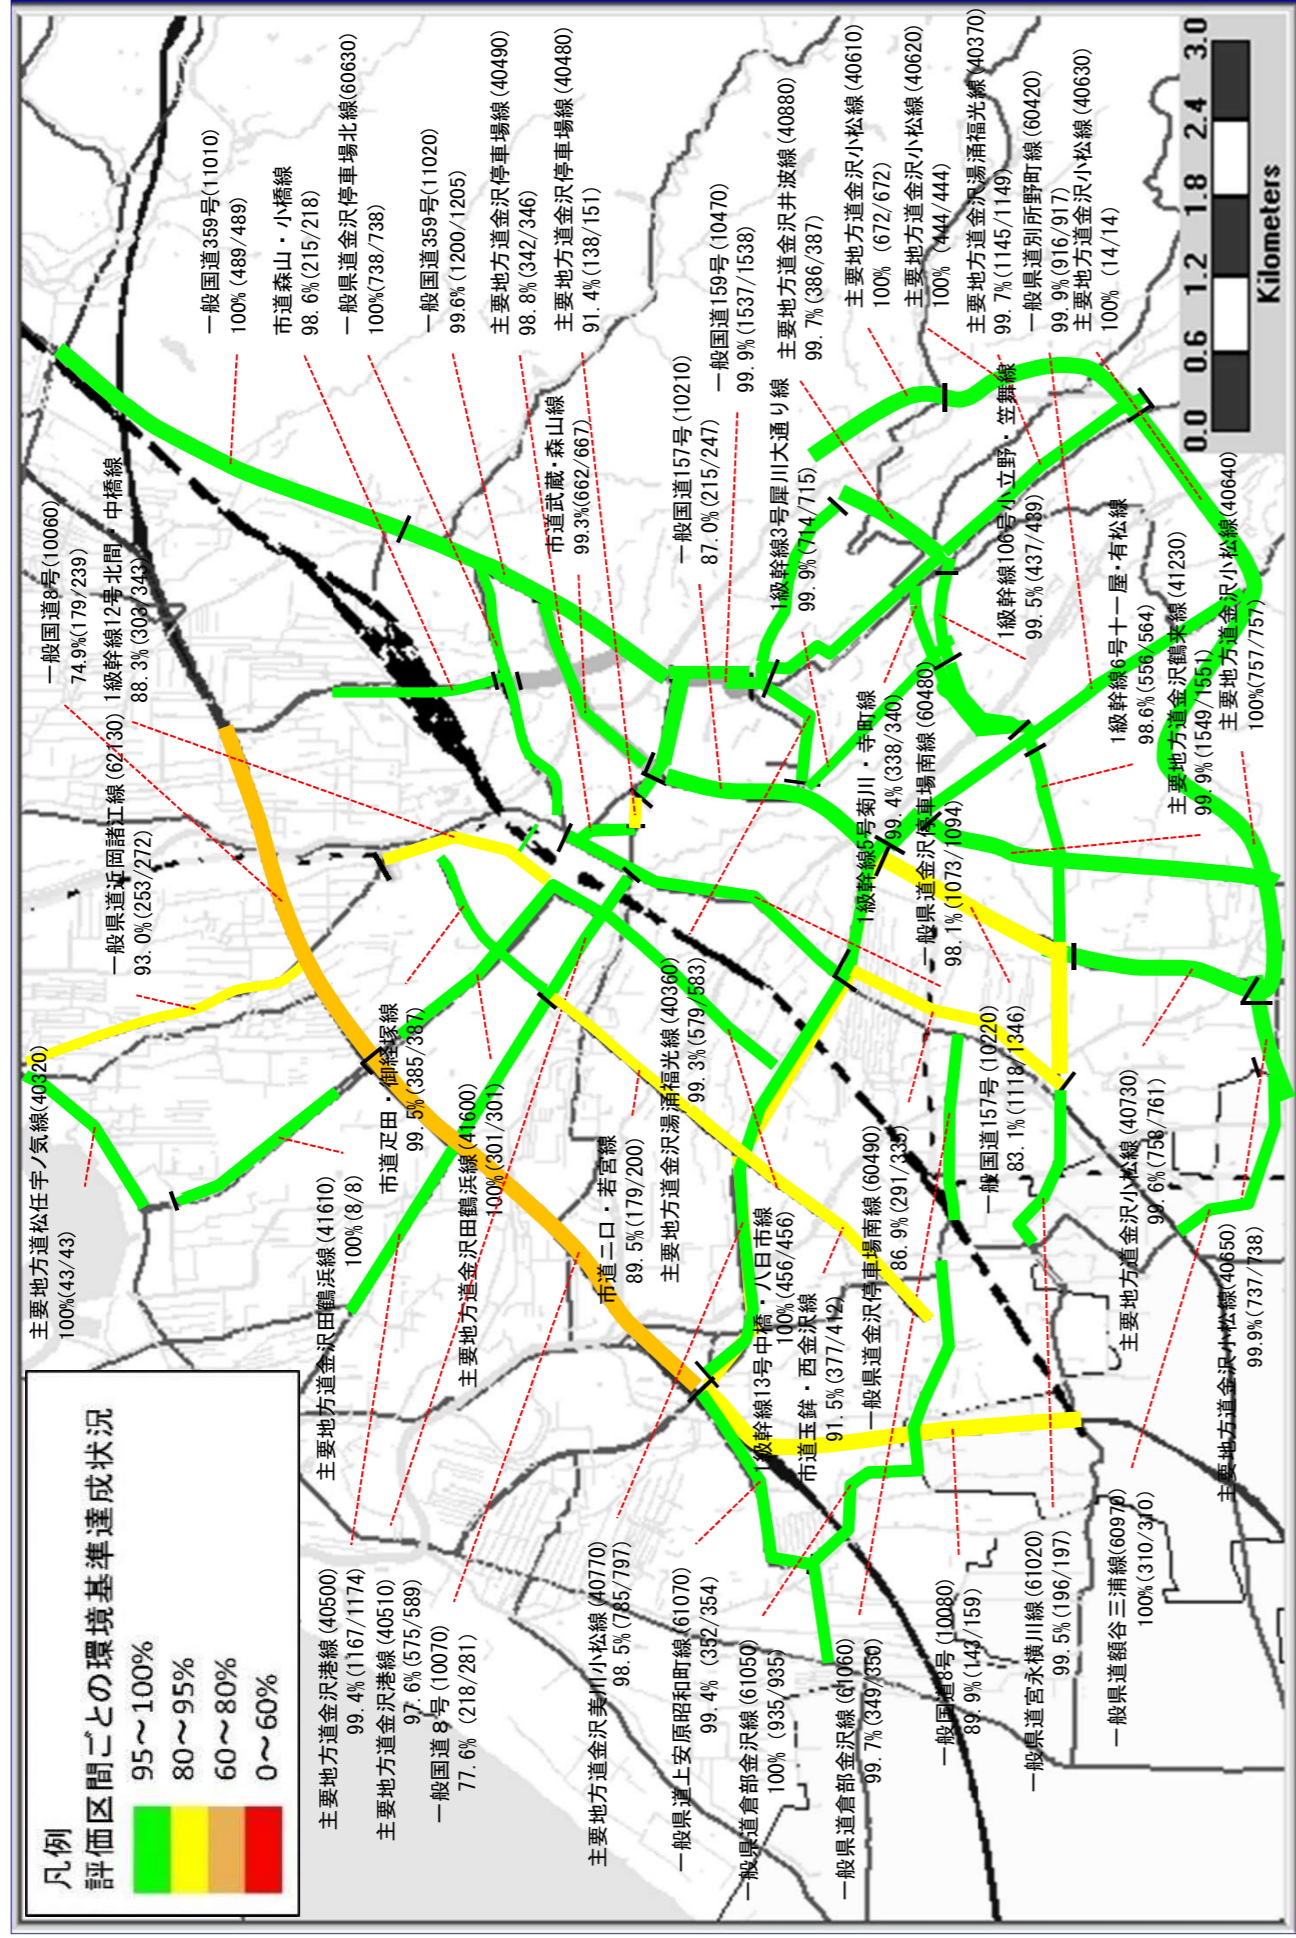 凡例
評価区間ごとの環境基準達成状況
95～100%
80～95%
60～80%
0～60%
主要地方道松任宇ノ気線(40320)
100%(43/43)
一般県道近岡諸江線(62130)
93.0%(253/272)
一般国道8号(10060)
74.9%(179/239)
1級幹線12号北間・中橋線
88.3%(303/343)
一般国道359号(11010)
100%(489/489)
市道森山・小橋線
98.6%(215/218)
一般県道金沢停車場北線(60630)
100%(738/738)
一般国道359号(11020)
99.6%(1200/1205)
主要地方道金沢停車場線(40490)
98.8%(342/346)
主要地方道金沢停車場線(40480)
91.4%(138/151)
市道武蔵・森山線
99.3%(662/667)
一般国道157号(10210)
87.0%(215/247)
一般国道159号(10470)
99.9%(1537/1538)
1級幹線3号犀川大通り線
99.9%(714/715)
主要地方道金沢井波線(40880)
99.7%(386/387)
主要地方道金沢小松線(40610)
100% (672/672)
主要地方道金沢小松線(40620)
100% (444/444)
主要地方道金沢湯涌福光線(40370)
99.7%(1145/1149)
一般県道別所野町線(60420)
99.9%(916/917)
主要地方道金沢小松線(40630)
100% (14/14)
1級幹線106号小立野・笠舞線
99.5%(437/439)
1級幹線6号十一屋・有松線
98.6%(556/564)
主要地方道金沢鶴来線(41230)
99.9%(1549/1551)
主要地方道金沢小松線(40640)
100%(757/757)
1級幹線5号菊川・寺町線
99.4%(338/340)
一般県道金沢停車場南線(60480)
98.1%(1073/1094)
市道疋田・御経塚線
99.5%(385/387)
主要地方道金沢田鶴浜線(41610)
100%(8/8)
主要地方道金沢田鶴浜線(41600)
100%(301/301)
市道二口・若宮線
89.5%(179/200)
主要地方道金沢湯涌福光線(40360)
99.3%(579/583)
1級幹線13号中橋・八日市線
100%(456/456)
市道玉鉾・西金沢線
91.5%(377/412)
一般県道金沢停車場南線(60490)
86.9%(291/335)
一般国道157号(10220)
83.1%(1118/1346)
主要地方道金沢小松線(40730)
99.6%(758/761)
主要地方道金沢小松線(40650)
99.9%(737/738)
主要地方道金沢港線(40500)
99.4%(1167/1174)
主要地方道金沢港線(40510)
97.6%(575/589)
一般国道8号(10070)
77.6% (218/281)
主要地方道金沢美川小松線(40770)
98.5%(785/797)
一般県道上安原昭和町線(61070)
99.4% (352/354)
一般県道倉部金沢線(61050)
100% (935/935)
一般県道倉部金沢線(61060)
99.7%(349/350)
一般国道8号(10080)
89.9%(143/159)
一般県道宮永横川線(61020)
99.5%(196/197)
一般県道額谷三浦線(60970)
100%(310/310)
0.0 0.6 1.2 1.8 2.4 3.0
Kilometers